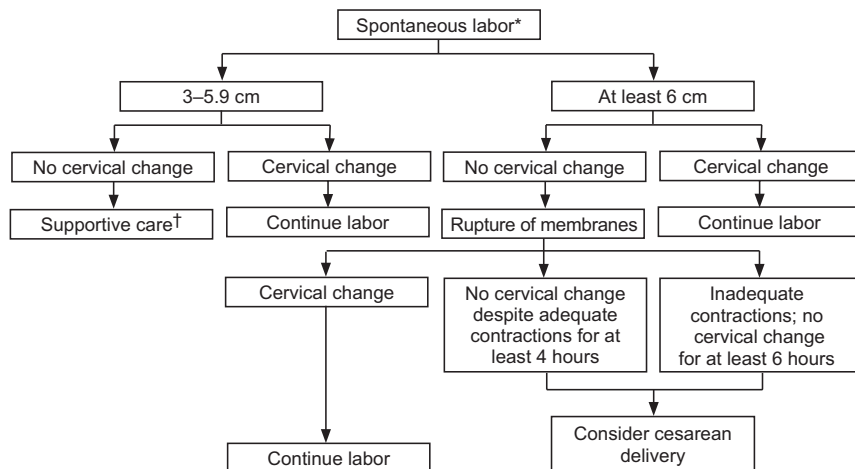 Spontaneous labor*
3–5.9 cm
At least 6 cm
No cervical change
Cervical change
No cervical change
Cervical change
Supportive care†
Continue labor
Rupture of membranes
Continue labor
Cervical change
No cervical change
despite adequate
contractions for at
least 4 hours
Inadequate
contractions; no
cervical change
for at least 6 hours
Consider cesarean
delivery
Continue labor